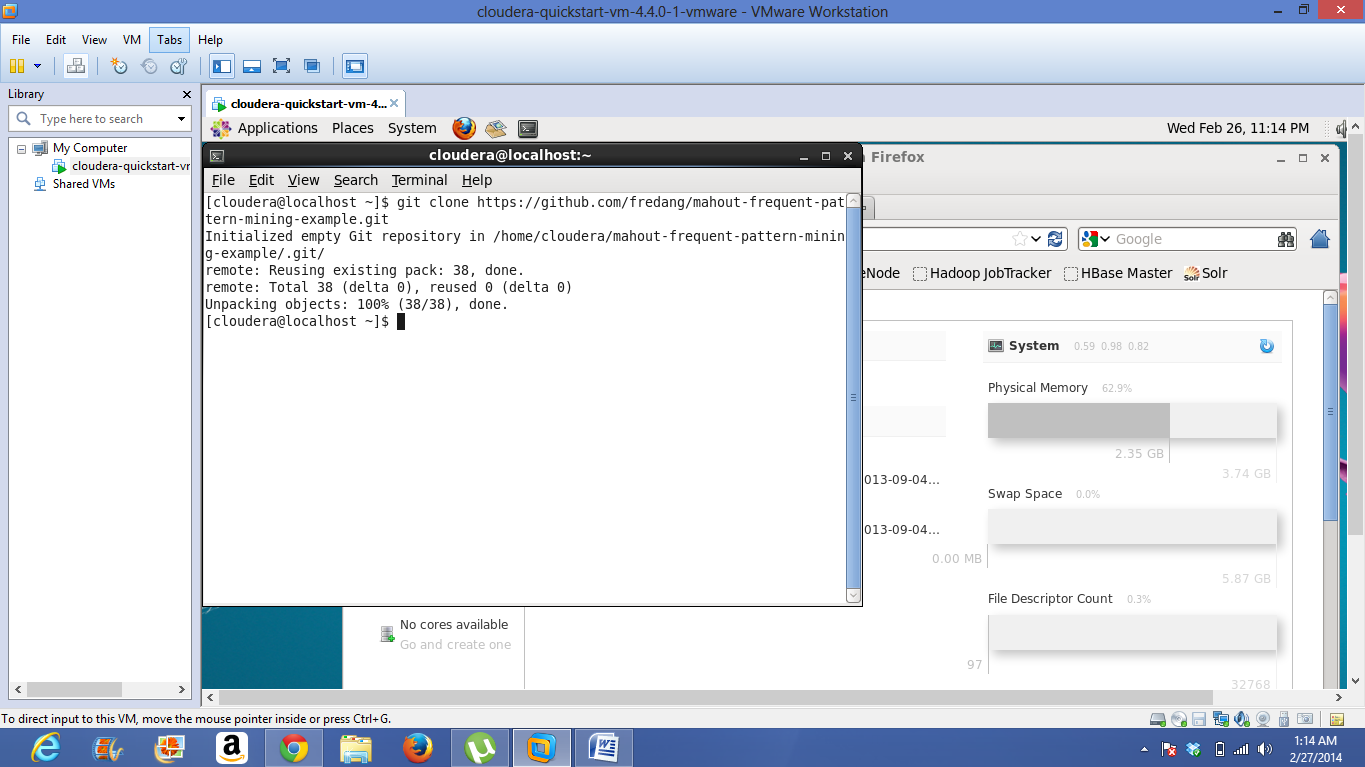 cloudera-quickstart-vm-4.4.0-1-vmware - VMware Workstation
File Edit View VM Tabs Help
Library
Type here to search
My Computer
cloudera-quickstart-vr
Shared VMs
cloudera-quickstart-vm-4...
Applications Places System
Wed Feb 26, 11:14 PM
cloudera@localhost:~
Firefox
File Edit View Search Terminal Help
[cloudera@localhost ~]$ git clone https://github.com/fredang/mahout-frequent-pat
tern-mining-example.git
Initialized empty Git repository in /home/cloudera/mahout-frequent-pattern-minin
g-example/.git/
remote: Reusing existing pack: 38, done.
remote: Total 38 (delta 0), reused 0 (delta 0)
Unpacking objects: 100% (38/38), done.
[cloudera@localhost ~]$
Google
eNode Hadoop JobTracker HBase Master Solr
System 0.59 0.98 0.82
Physical Memory 62.9%
2.35 GB
3.74 GB
013-09-04...
Swap Space 0.0%
013-09-04...
0.00 MB
5.87 GB
File Descriptor Count 0.3%
97
32768
No cores available
Go and create one
To direct input to this VM, move the mouse pointer inside or press Ctrl+G.
1:14 AM
2/27/2014